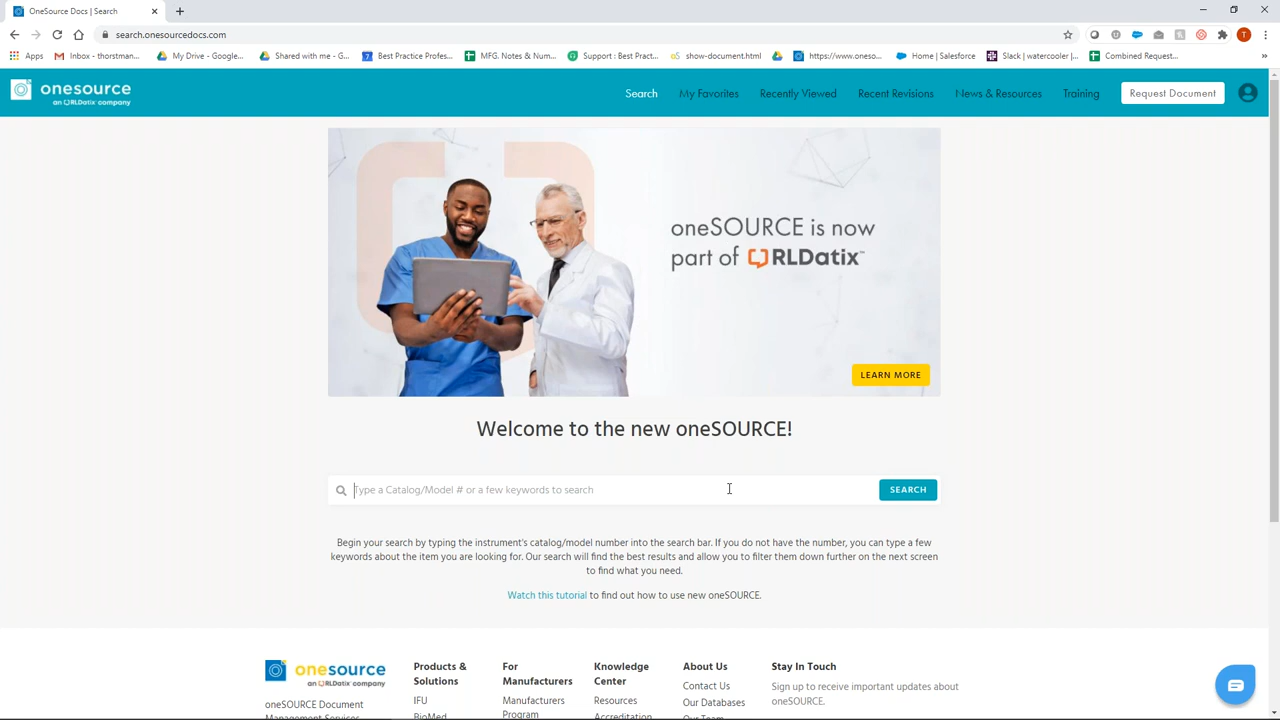 OneSource Docs | Search
search.onesourcedocs.com
T
Apps
Inbox - thorstman...
My Drive - Google...
Shared with me - G...
Best Practice Profes...
MFG. Notes & Num...
Support : Best Pract...
show-document.html
https://www.oneso...
Home | Salesforce
Slack | watercooler |...
Combined Request...
onesource
an RLDatix company
Search
My Favorites
Recently Viewed
Recent Revisions
News & Resources
Training
Request Document
oneSOURCE is now
part of RLDatix™
LEARN MORE
Welcome to the new oneSOURCE!
Type a Catalog/Model # or a few keywords to search
SEARCH
Begin your search by typing the instrument's catalog/model number into the search bar. If you do not have the number, you can type a few
keywords about the item you are looking for. Our search will find the best results and allow you to filter them down further on the next screen
to find what you need.
Watch this tutorial to find out how to use new oneSOURCE.
onesource
an RLDatix company
oneSOURCE Document
Management Services
Products &
Solutions
IFU
BioMed
For
Manufacturers
Manufacturers
Program
Knowledge
Center
Resources
Accreditation
About Us
Contact Us
Our Databases
Our Team
Stay In Touch
Sign up to receive important updates about
oneSOURCE.